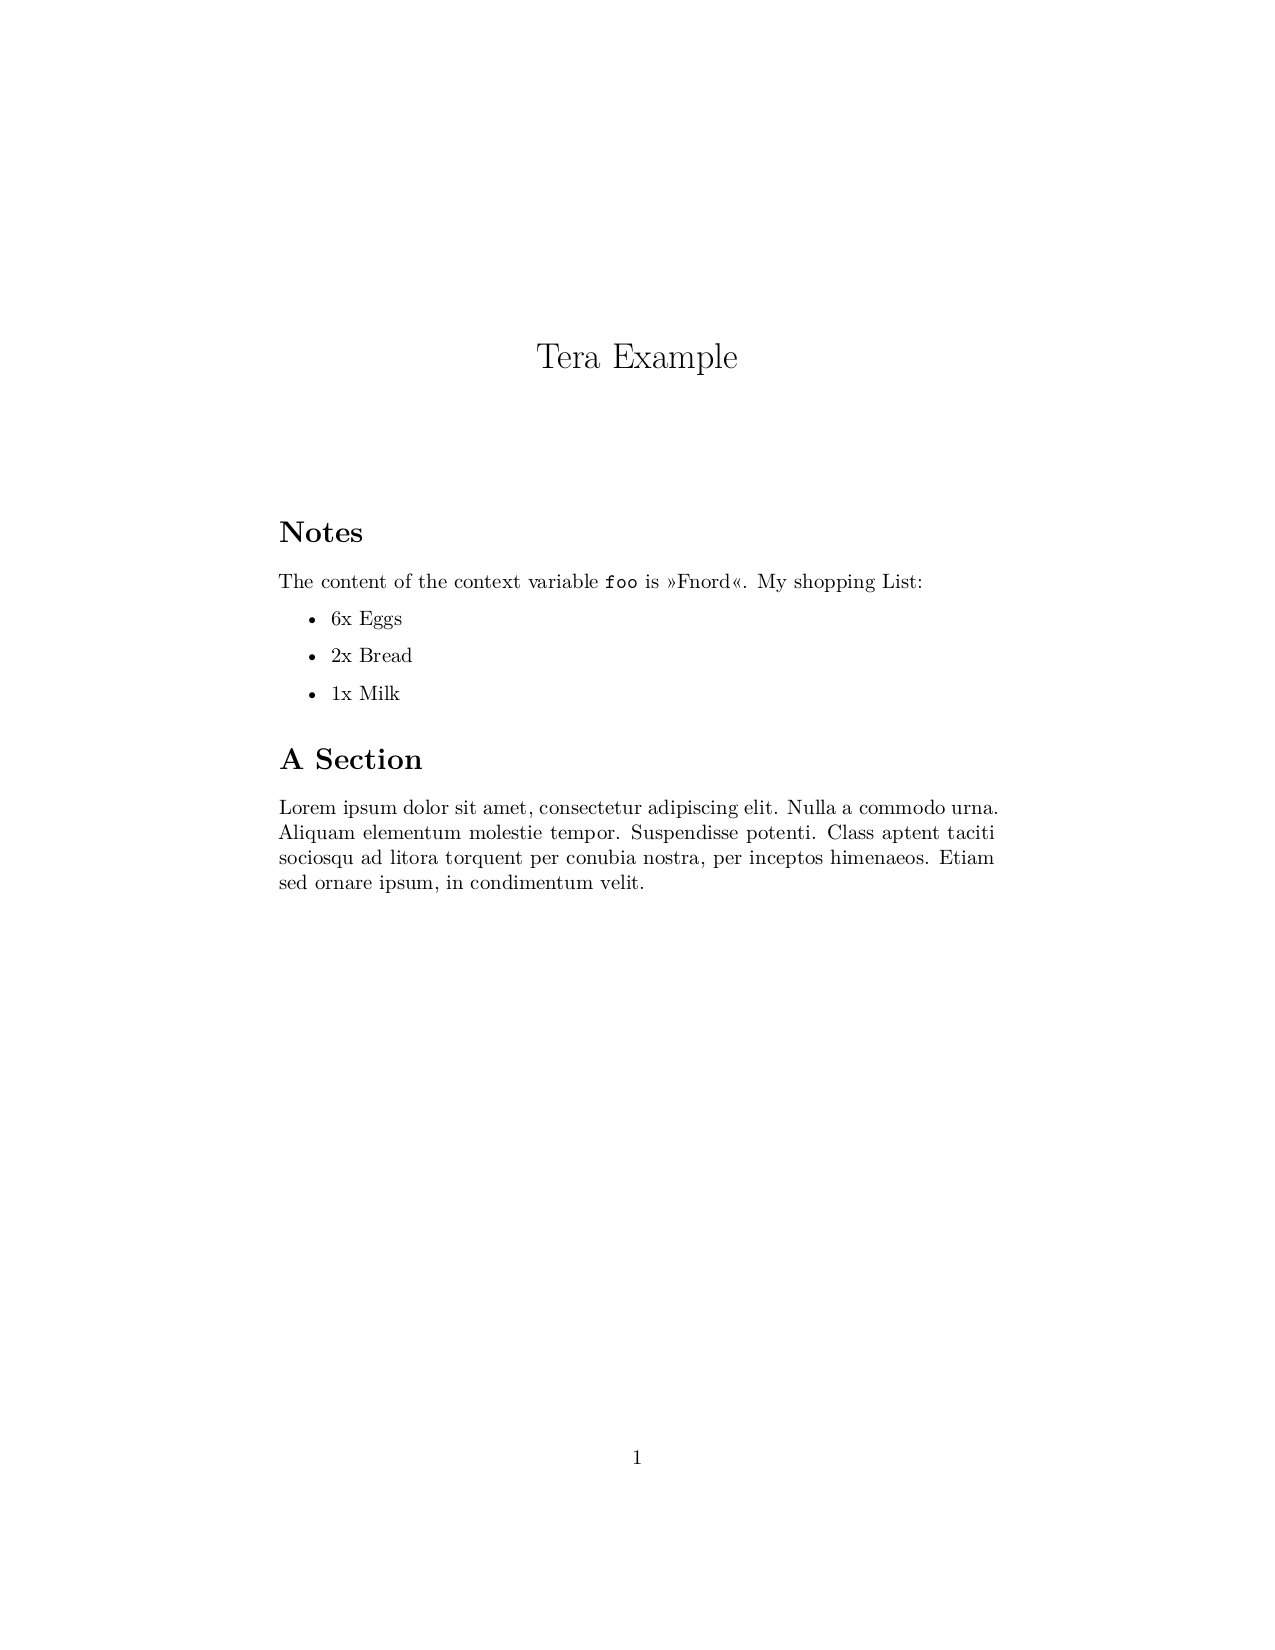 Tera Example
Notes
The content of the context variable foo is »Fnord«. My shopping List:
• 6x Eggs
• 2x Bread
• 1x Milk
A Section
Lorem ipsum dolor sit amet, consectetur adipiscing elit. Nulla a commodo urna.
Aliquam elementum molestie tempor. Suspendisse potenti. Class aptent taciti
sociosqu ad litora torquent per conubia nostra, per inceptos himenaeos. Etiam
sed ornare ipsum, in condimentum velit.
1